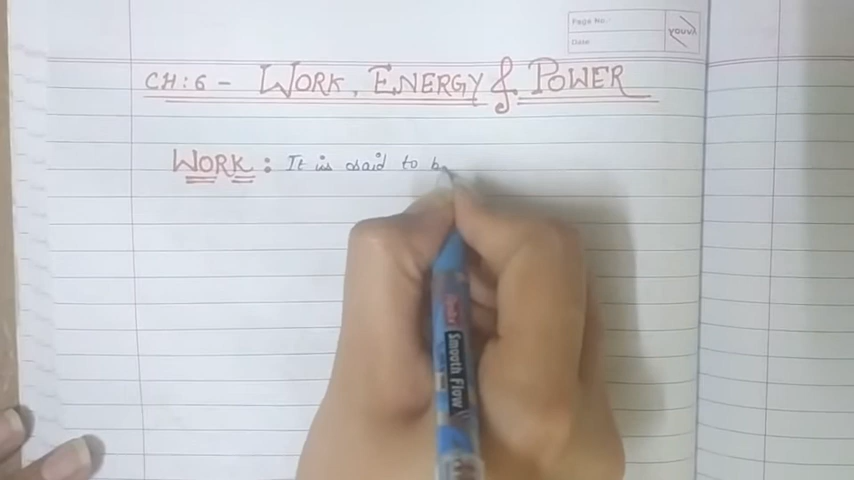 Page No.
Date
youva
CH: 6 - WORK, ENERGY & POWER
WORK : It is said to b
Smooth Flow